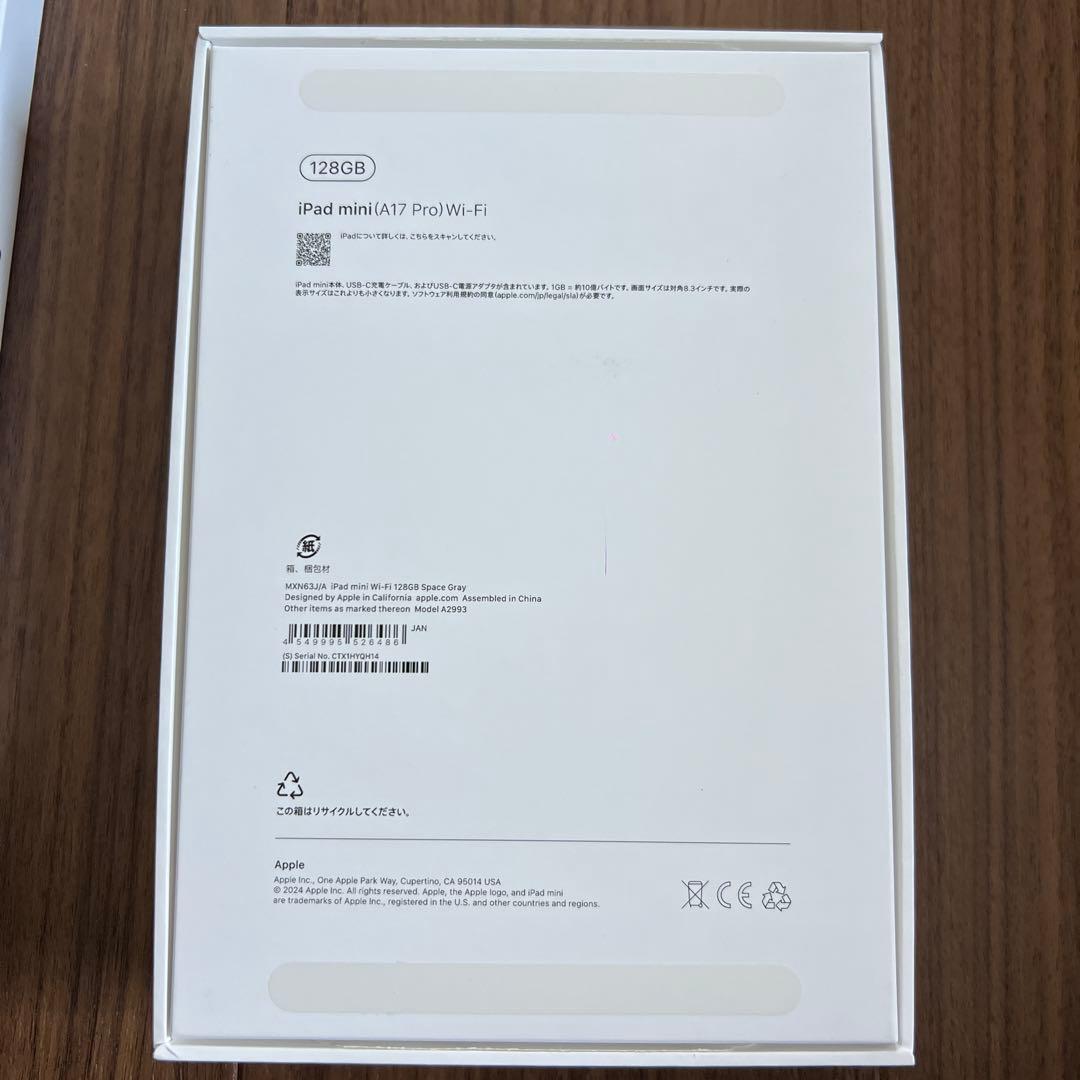 128GB
iPad mini (A17 Pro) Wi-Fi
iPadについて詳しくは、こちらをスキャンしてください。
iPad mini本体、USB-C充電ケーブル、およびUSB-C電源アダプタが含まれています。1GB = 約10億バイトです。画面サイズは対角8.3インチです。実際の
表示サイズはこれよりも小さくなります。ソフトウェア利用規約の同意(apple.com/jp/legal/sla)が必要です。
紙
箱、梱包材
MXN63J/A iPad mini Wi-Fi 128GB Space Gray
Designed by Apple in California apple.com Assembled in China
Other items as marked thereon Model A2993
JAN
4 549995 526486
(S) Serial No. CTX1HYQH14
この箱はリサイクルしてください。
Apple
Apple Inc., One Apple Park Way, Cupertino, CA 95014 USA
© 2024 Apple Inc. All rights reserved. Apple, the Apple logo, and iPad mini
are trademarks of Apple Inc., registered in the U.S. and other countries and regions.
CE